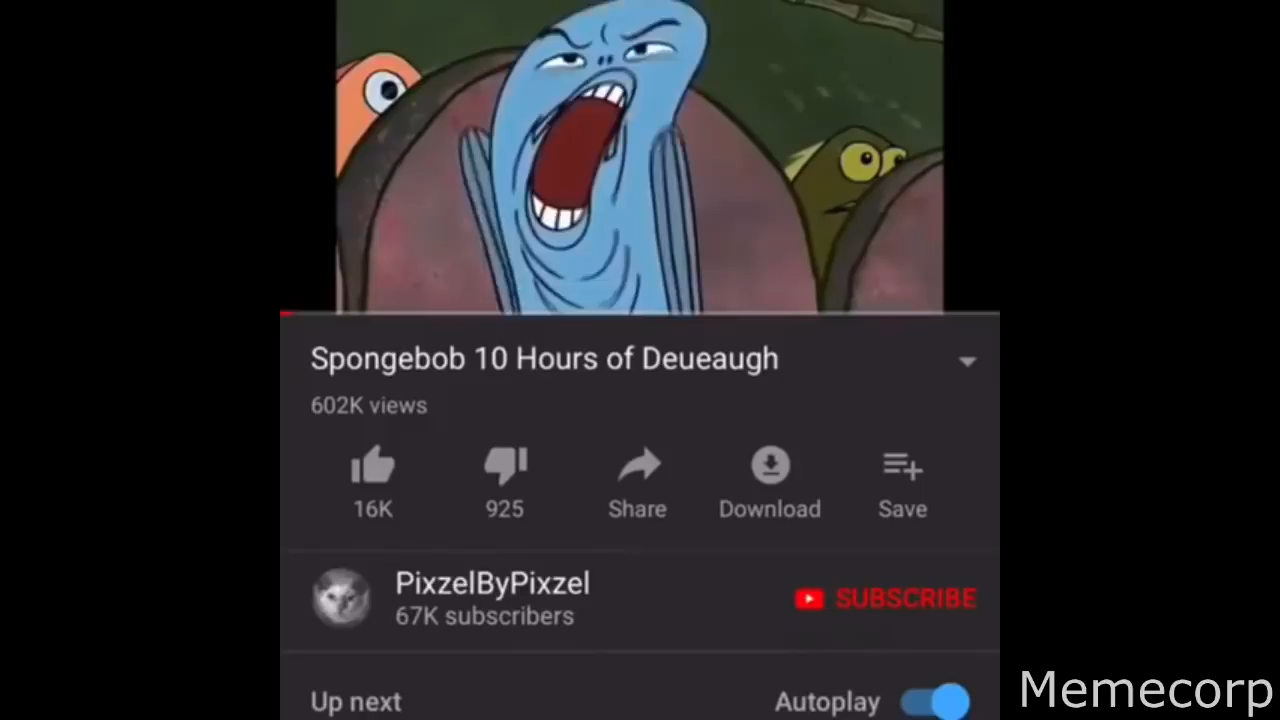 Spongebob 10 Hours of Deueaugh
602K views
16K 925 Share Download Save
PixzelByPixzel
67K subscribers
SUBSCRIBE
Up next Autoplay
Memecorp